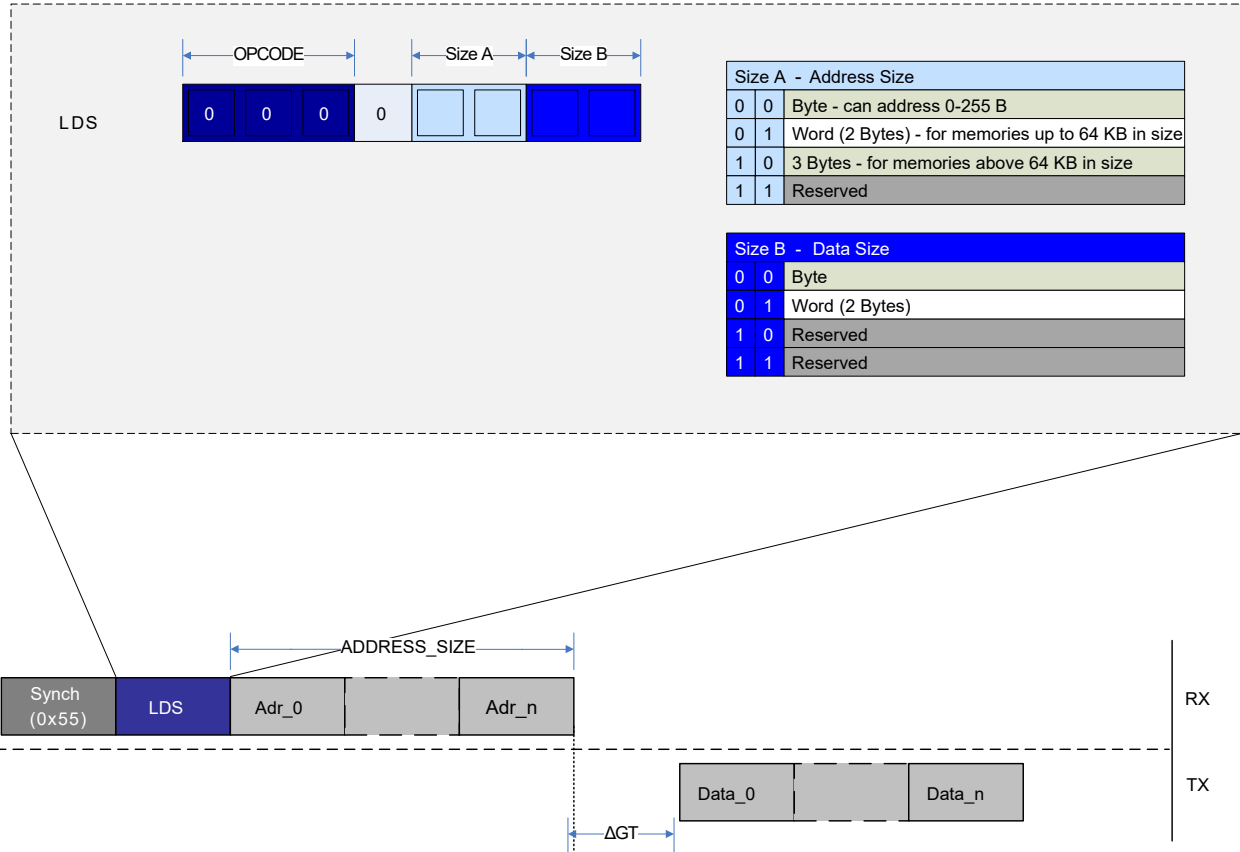 OPCODE Size A Size B
LDS 0 0 0 0
Size A - Address Size
0 0 Byte - can address 0-255 B
0 1 Word (2 Bytes) - for memories up to 64 KB in size
1 0 3 Bytes - for memories above 64 KB in size
1 1 Reserved
Size B - Data Size
0 0 Byte
0 1 Word (2 Bytes)
1 0 Reserved
1 1 Reserved
ADDRESS_SIZE
Synch
(0x55)
LDS Adr_0 Adr_n RX
Data_0 Data_n TX
ΔGT